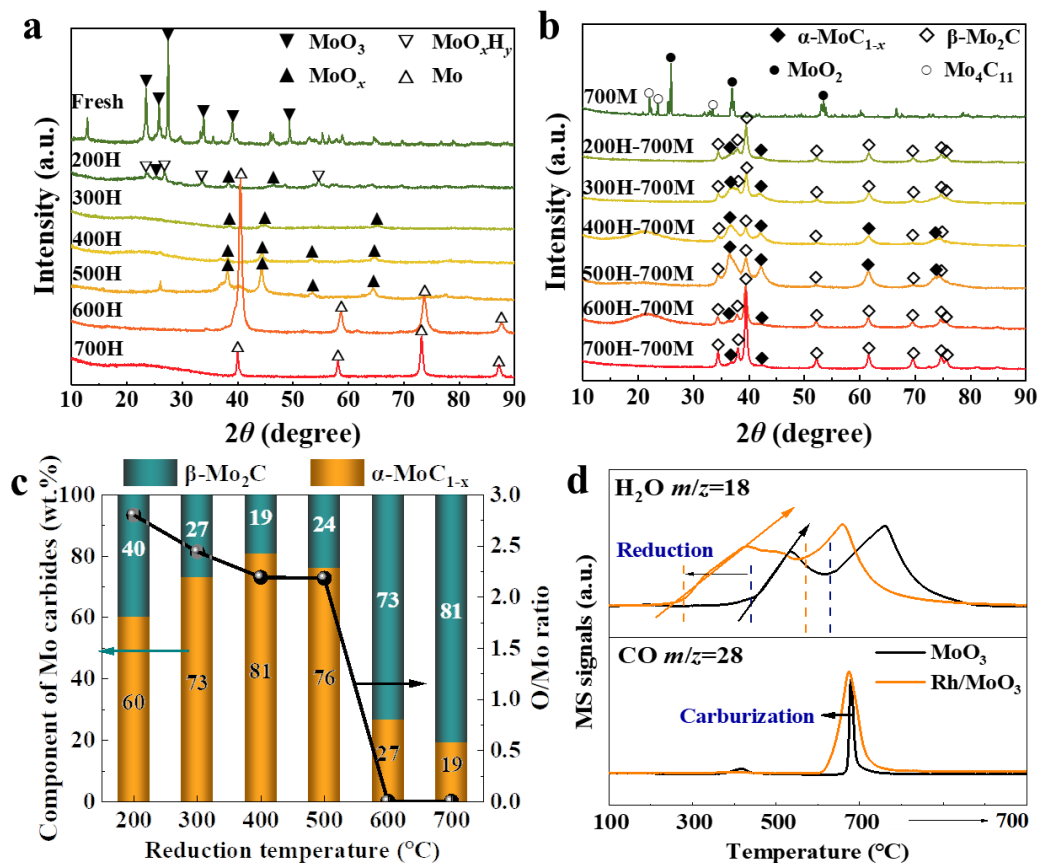 a
▼ MoO₃ ▽ MoOₓHᵧ
▲ MoOₓ △ Mo
Fresh
200H
300H
400H
500H
600H
700H
Intensity (a.u.)
10 20 30 40 50 60 70 80 90
2θ (degree)
b
◆ α-MoC₁₋ₓ ◇ β-Mo₂C
● MoO₂ ○ Mo₄C₁₁
700M
200H-700M
300H-700M
400H-700M
500H-700M
600H-700M
700H-700M
Intensity (a.u.)
10 20 30 40 50 60 70 80 90
2θ (degree)
c
β-Mo₂C α-MoC₁₋ₓ
Component of Mo carbides (wt.%)
100
80
60
40
20
0
40 27 19 24 73 81
60 73 81 76 27 19
3.0
2.5
2.0
1.5
1.0
0.5
0.0
O/Mo ratio
200 300 400 500 600 700
Reduction temperature (°C)
d
H₂O m/z=18
Reduction
CO m/z=28
MoO₃
Rh/MoO₃
Carburization
MS signals (a.u.)
100 300 500 700 700
Temperature (°C)